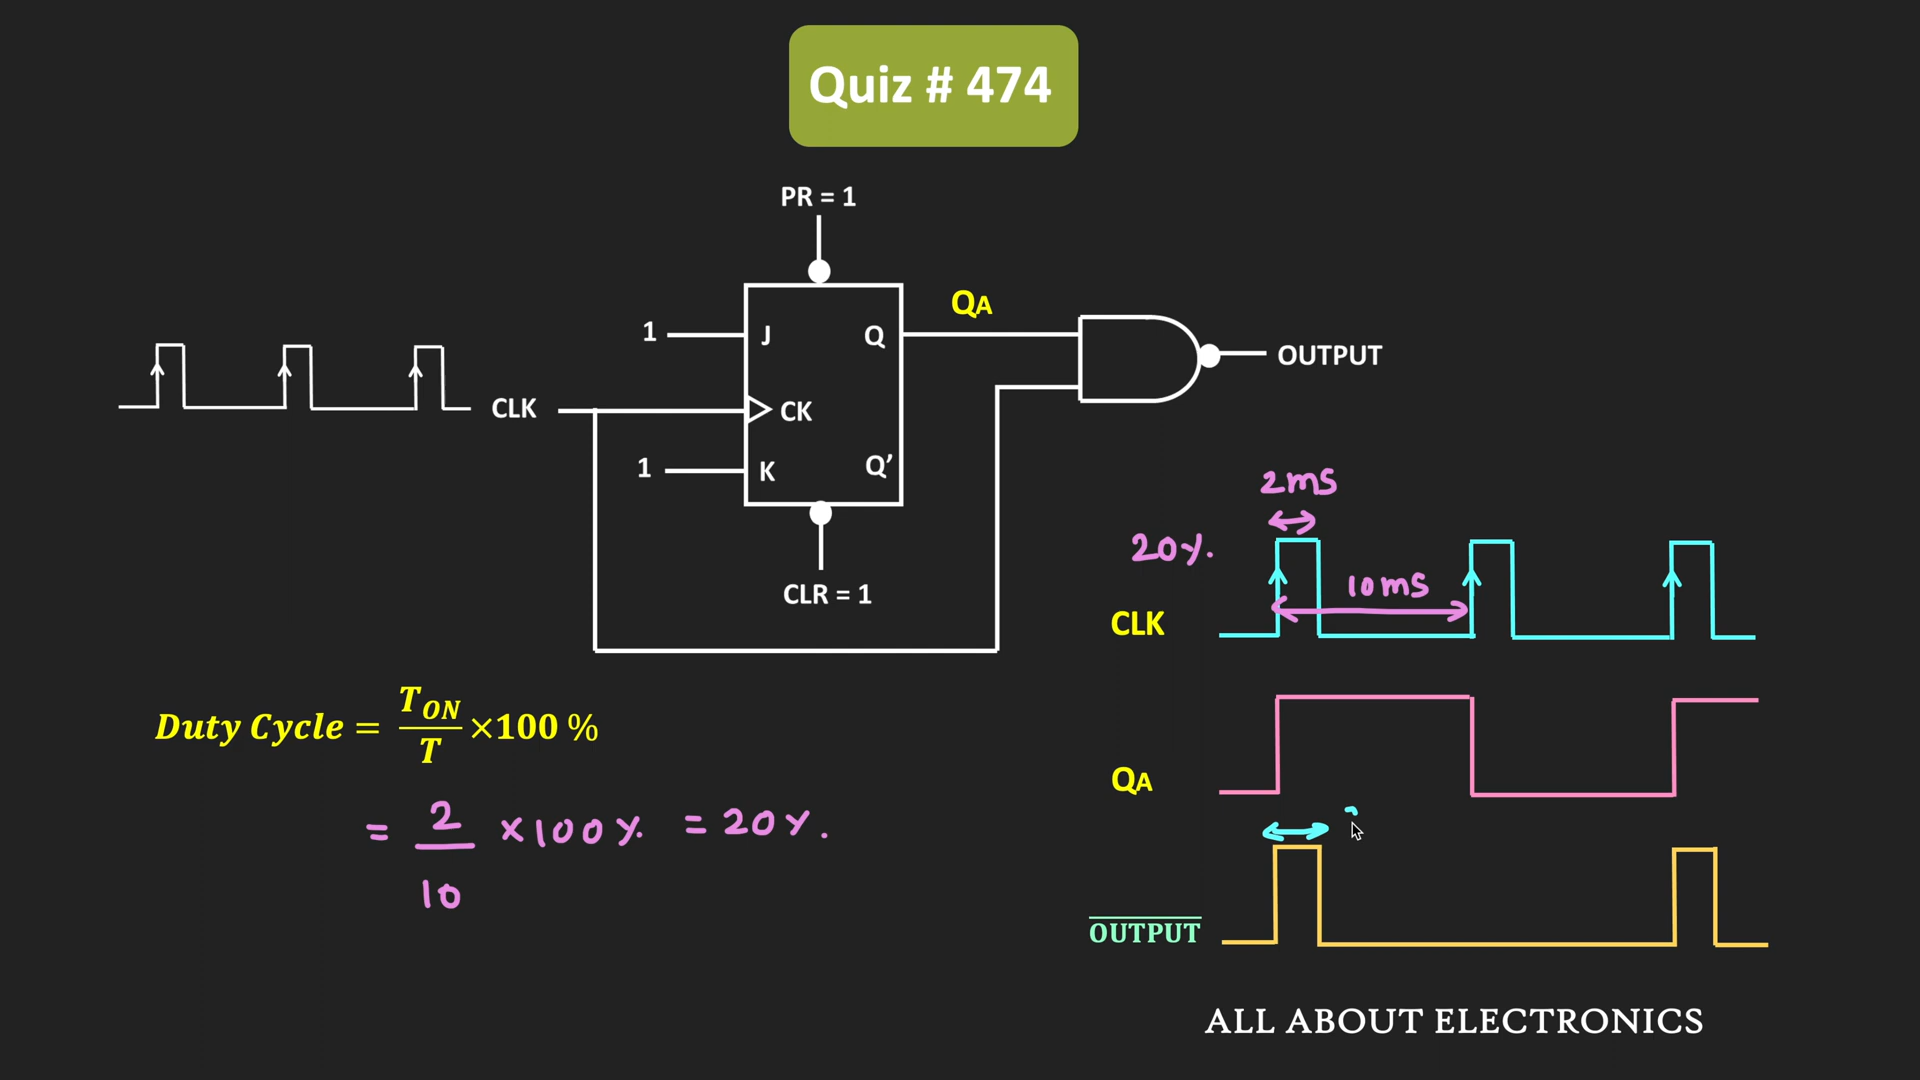 Quiz # 474
PR = 1
1
J
Q
QA
OUTPUT
CLK
CK
1
K
Q’
CLR = 1
2ms
20%.
10ms
CLK
Duty Cycle = T_ON / T ×100 %
= 2 / 10 ×100%. = 20%.
QA
OUTPUT
ALL ABOUT ELECTRONICS